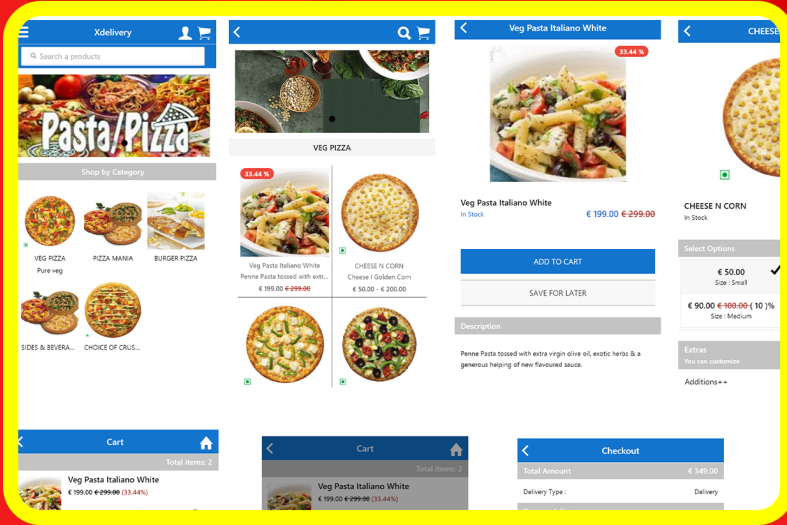 Xdelivery
Search a products
Pasta/Pizza
Shop by Category
VEG PIZZA
Pure veg
PIZZA MANIA
BURGER PIZZA
SIDES & BEVERA...
CHOICE OF CRUS...
VEG PIZZA
33.44 %
Veg Pasta Italiano White
Penne Pasta tossed with extr...
€ 199.00 € 299.00
CHEESE N CORN
Cheese I Golden Corn
€ 50.00 - € 200.00
Veg Pasta Italiano White
33.44 %
Veg Pasta Italiano White
In Stock
€ 199.00 € 299.00
ADD TO CART
SAVE FOR LATER
Description
Penne Pasta tossed with extra virgin olive oil, exotic herbs & a
generous helping of new flavoured sauce.
CHEESE
CHEESE N CORN
In Stock
Select Options
€ 50.00
Size : Small
€ 90.00 € 100.00 ( 10 )%
Size : Medium
Extras
You can customize
Additions++
Cart
Total items: 2
Veg Pasta Italiano White
€ 199.00 € 299.00 (33.44%)
Cart
Total items: 2
Veg Pasta Italiano White
€ 199.00 € 299.00 (33.44%)
Checkout
Total Amount
€ 349.00
Delivery Type :
Delivery